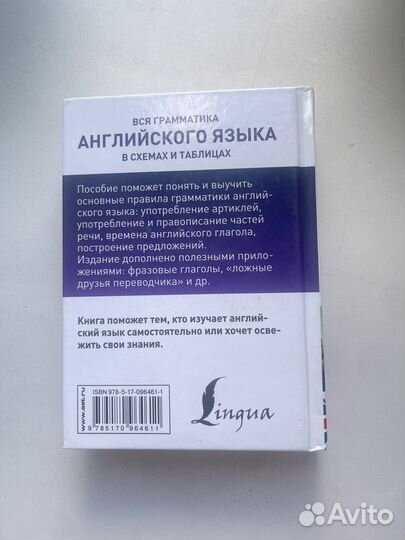 ВСЯ ГРАММАТИКА
АНГЛИЙСКОГО ЯЗЫКА
В СХЕМАХ И ТАБЛИЦАХ
Пособие поможет понять и выучить
основные правила грамматики англий-
ского языка: употребление артиклей,
употребление и правописание частей
речи, времена английского глагола,
построение предложений.
Издание дополнено полезными прило-
жениями: фразовые глаголы, «ложные
друзья переводчика» и др.
Книга поможет тем, кто изучает англий-
ский язык самостоятельно или хочет осве-
жить свои знания.
www.ast.ru
ISBN 978-5-17-096461-1
9 785170 964611
Lingua
Avito